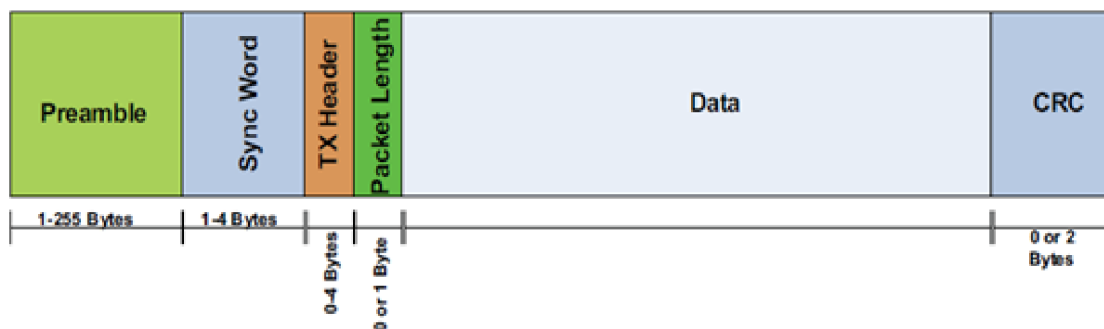 Preamble
Sync Word
TX Header
Packet Length
Data
CRC
1-255 Bytes
1-4 Bytes
0-4 Bytes
0 or 1 Byte
0 or 2
Bytes